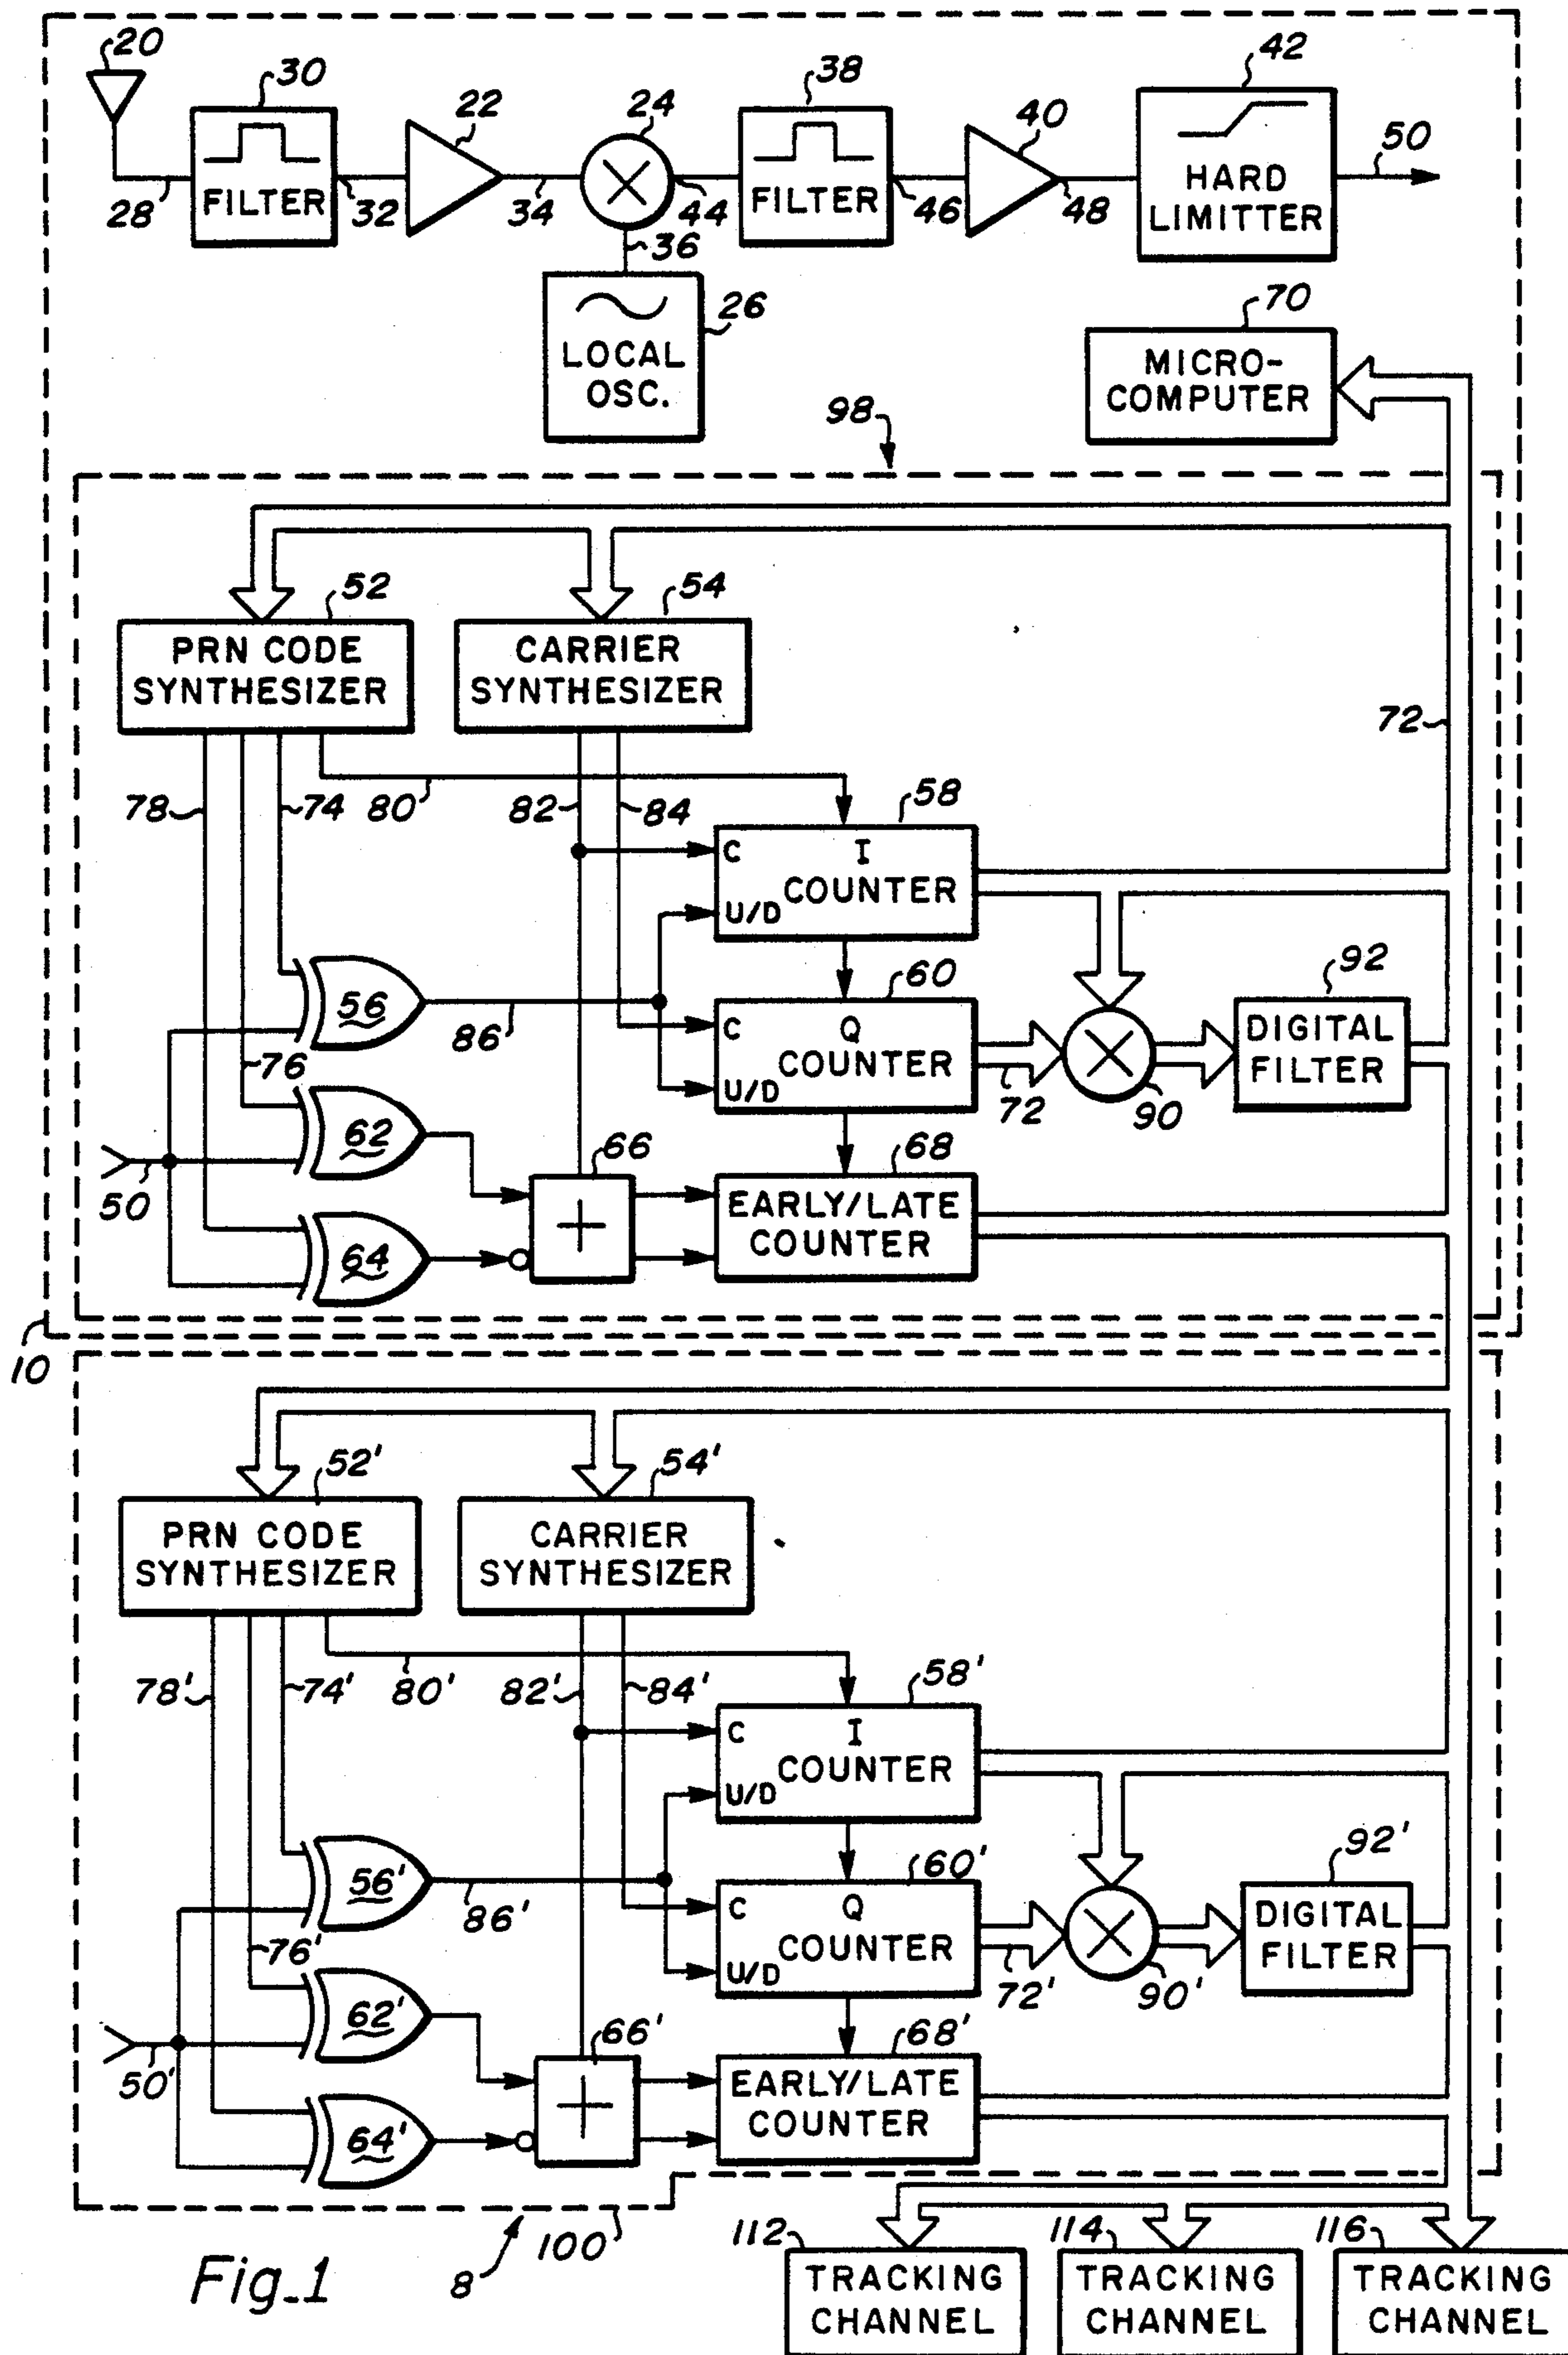 20
30
38
42
22
24
40
50
FILTER
FILTER
HARD
LIMITTER
28
32
34
44
46
48
36
26
LOCAL
OSC.
70
MICRO-
COMPUTER
98
52
54
PRN CODE
SYNTHESIZER
CARRIER
SYNTHESIZER
72
78
74
80
82
84
58
C
I
COUNTER
U/D
56
86
60
92
C
Q
COUNTER
DIGITAL
FILTER
76
U/D
72
90
62
66
68
50
EARLY/LATE
COUNTER
64
10
52'
54'
PRN CODE
SYNTHESIZER
CARRIER
SYNTHESIZER
78'
74'
80'
82'
84'
58'
C
I
COUNTER
U/D
56'
86'
60'
92'
C
Q
COUNTER
DIGITAL
FILTER
76'
U/D
72'
90'
62'
66'
68'
50'
EARLY/LATE
COUNTER
64'
Fig_1
8
100
112
114
116
TRACKING
CHANNEL
TRACKING
CHANNEL
TRACKING
CHANNEL